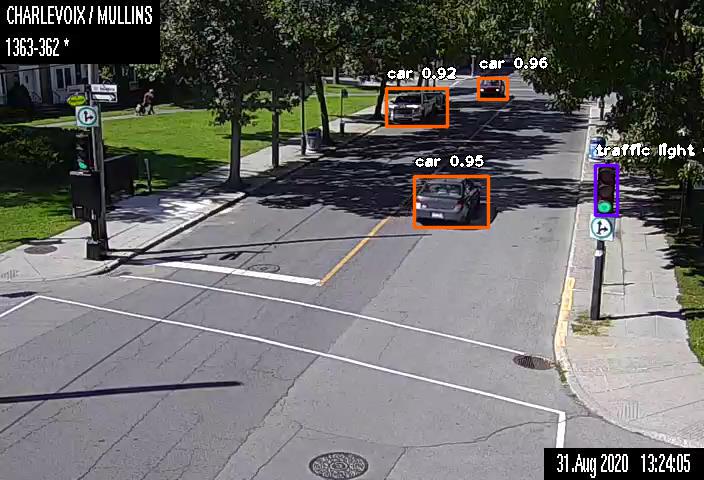 CHARLEVOIX / MULLINS
1363-362 *
car 0.92
car 0.96
car 0.95
traffic light
31.Aug 2020 13:24:05